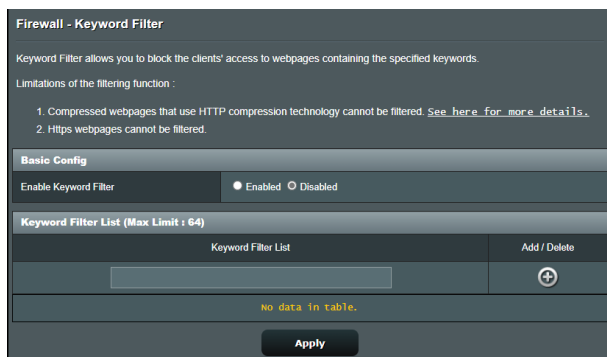 Firewall - Keyword Filter
Keyword Filter allows you to block the clients' access to webpages containing the specified keywords.
Limitations of the filtering function :
1. Compressed webpages that use HTTP compression technology cannot be filtered. See here for more details.
2. Https webpages cannot be filtered.
Basic Config
Enable Keyword Filter Enabled Disabled
Keyword Filter List (Max Limit : 64)
Keyword Filter List Add / Delete
No data in table.
Apply